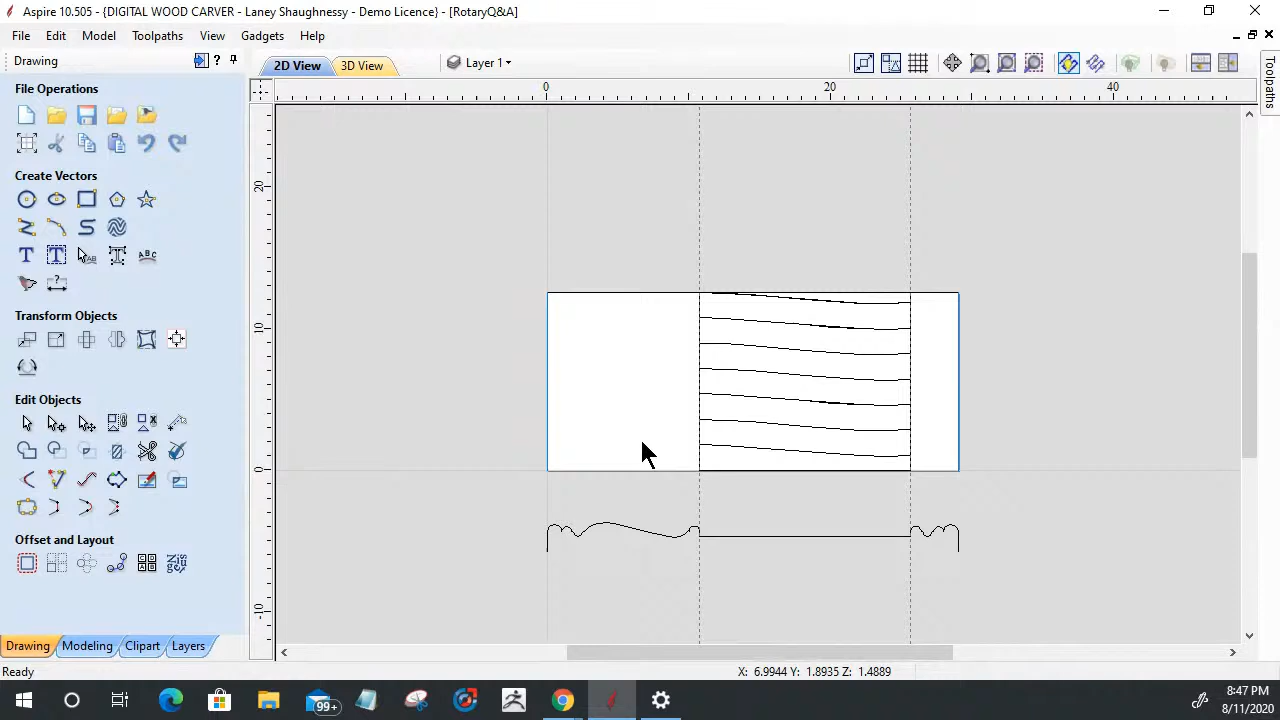 Aspire 10.505 - {DIGITAL WOOD CARVER - Laney Shaughnessy - Demo Licence} - [RotaryQ&A]
File Edit Model Toolpaths View Gadgets Help
Drawing
?
2D View
3D View
Layer 1
Toolpaths
File Operations
Create Vectors
Transform Objects
Edit Objects
Offset and Layout
0
20
40
20
10
0
-10
Drawing Modeling Clipart Layers
Ready
X: 6.9944 Y: 1.8935 Z: 1.4889
99+
8:47 PM
8/11/2020